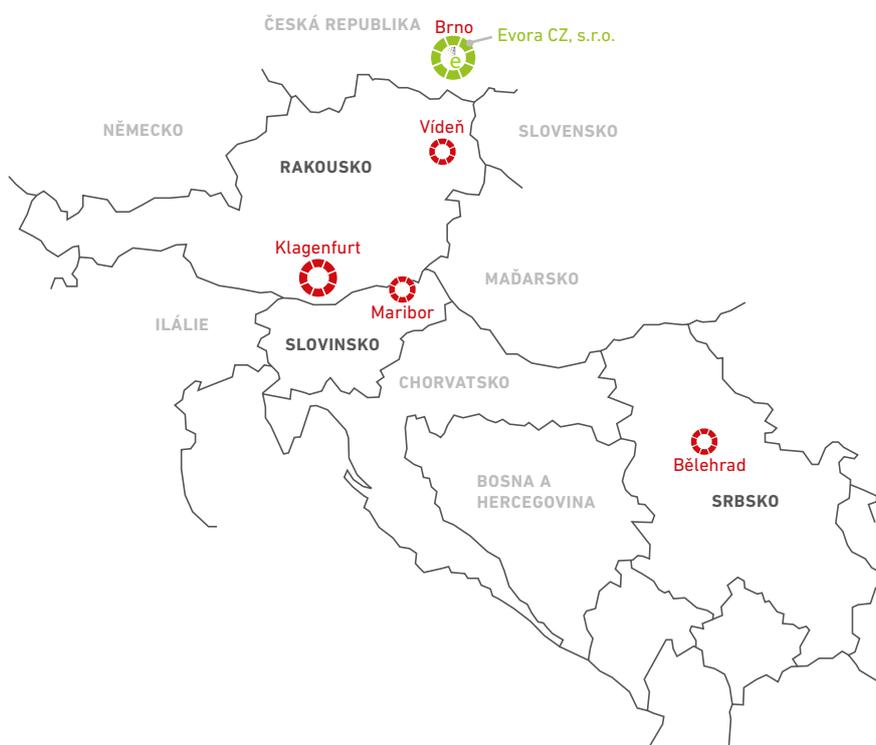 ČESKÁ REPUBLIKA
Brno
Evora CZ, s.r.o.
e
NĚMECKO
Vídeň
SLOVENSKO
RAKOUSKO
Klagenfurt
MAĎARSKO
Maribor
ILÁLIE
SLOVINSKO
CHORVATSKO
Bělehrad
BOSNA A
HERCEGOVINA
SRBSKO